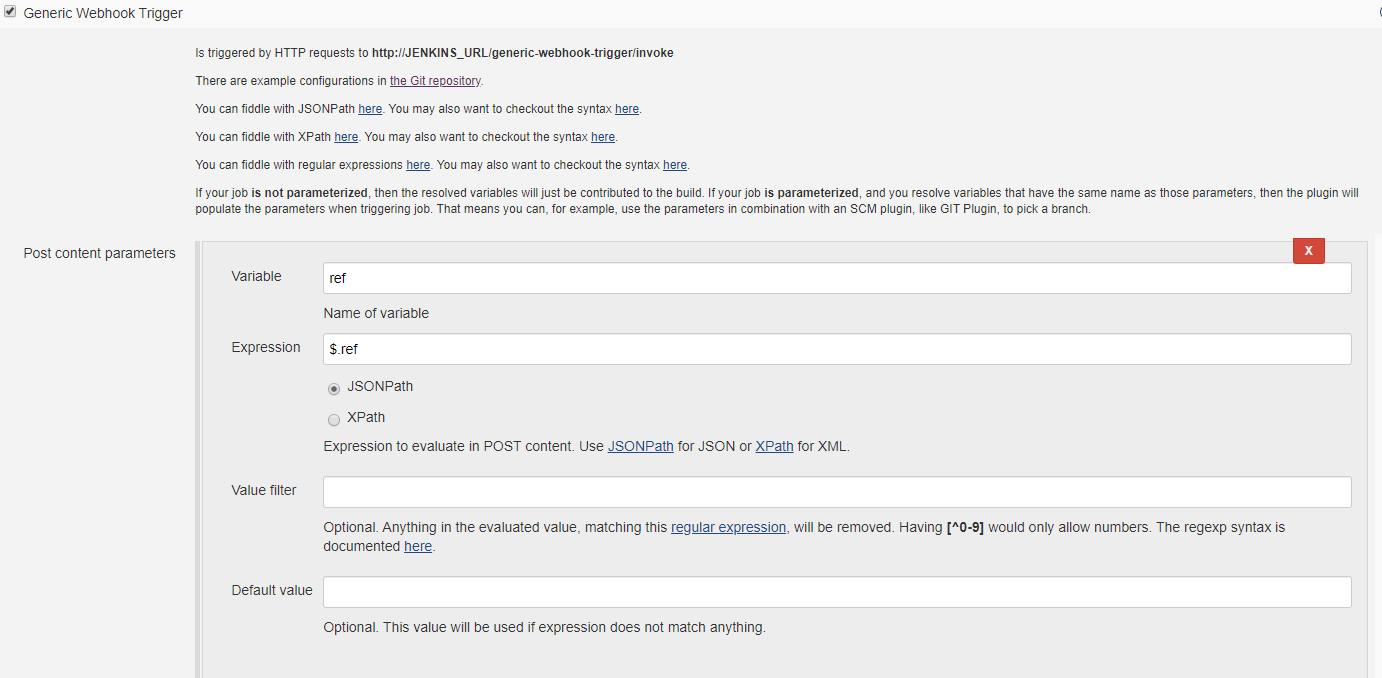 Generic Webhook Trigger
Is triggered by HTTP requests to http://JENKINS_URL/generic-webhook-trigger/invoke
There are example configurations in the Git repository.
You can fiddle with JSONPath here. You may also want to checkout the syntax here.
You can fiddle with XPath here. You may also want to checkout the syntax here.
You can fiddle with regular expressions here. You may also want to checkout the syntax here.
If your job is not parameterized, then the resolved variables will just be contributed to the build. If your job is parameterized, and you resolve variables that have the same name as those parameters, then the plugin will
populate the parameters when triggering job. That means you can, for example, use the parameters in combination with an SCM plugin, like GIT Plugin, to pick a branch.
Post content parameters
X
Variable
ref
Name of variable
Expression
$.ref
JSONPath
XPath
Expression to evaluate in POST content. Use JSONPath for JSON or XPath for XML.
Value filter
Optional. Anything in the evaluated value, matching this regular expression, will be removed. Having [^0-9] would only allow numbers. The regexp syntax is
documented here.
Default value
Optional. This value will be used if expression does not match anything.